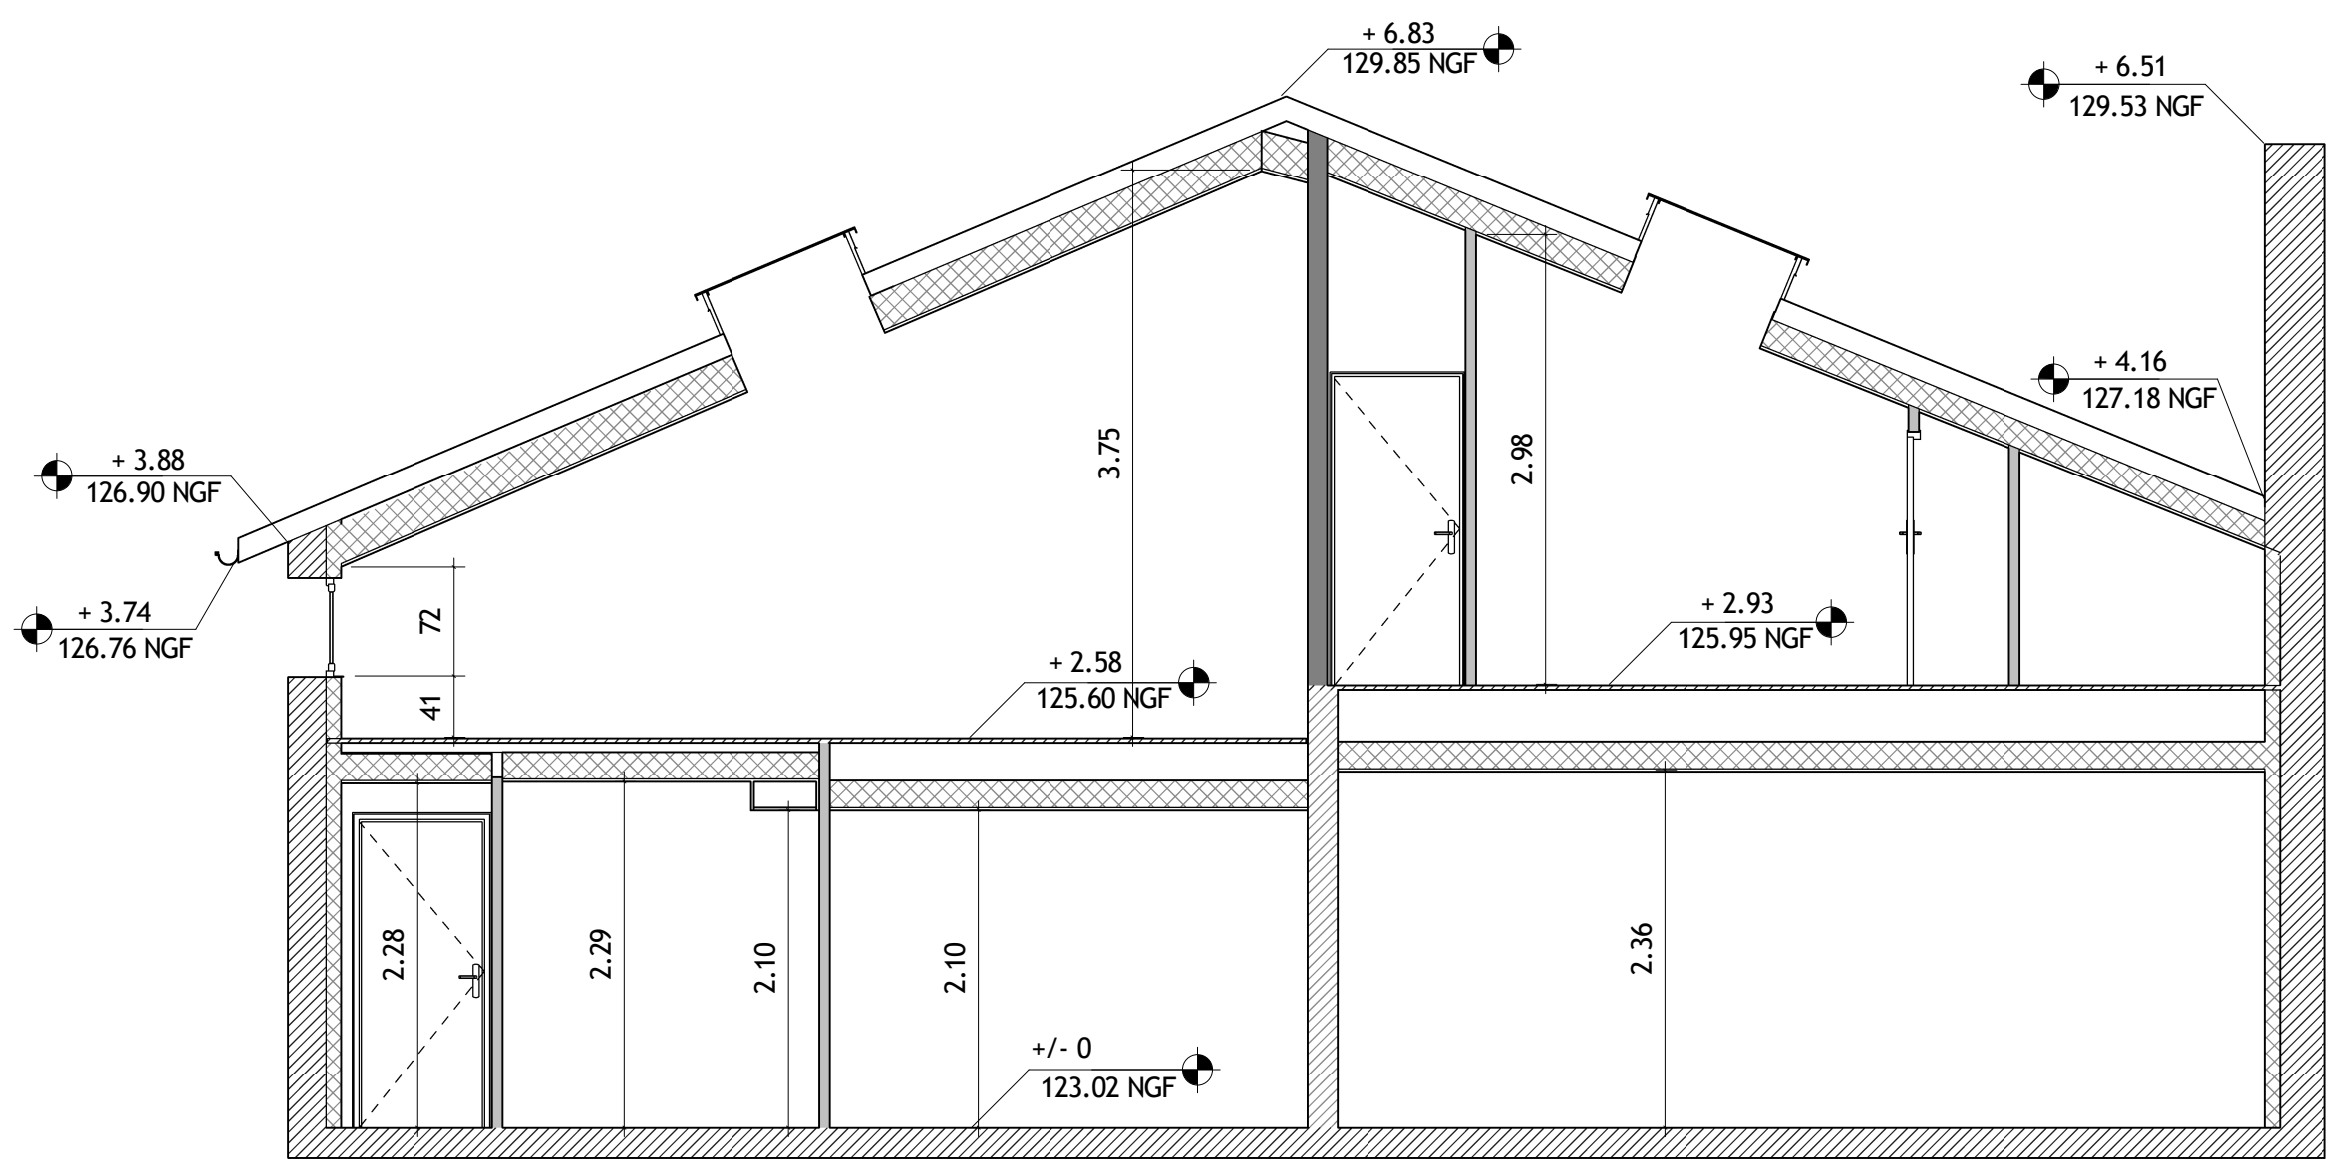 + 6.83
129.85 NGF
+ 6.51
129.53 NGF
+ 4.16
127.18 NGF
+ 3.88
126.90 NGF
3.75
2.98
+ 3.74
126.76 NGF
72
+ 2.93
125.95 NGF
+ 2.58
125.60 NGF
41
2.28
2.29
2.10
2.10
2.36
+/- 0
123.02 NGF